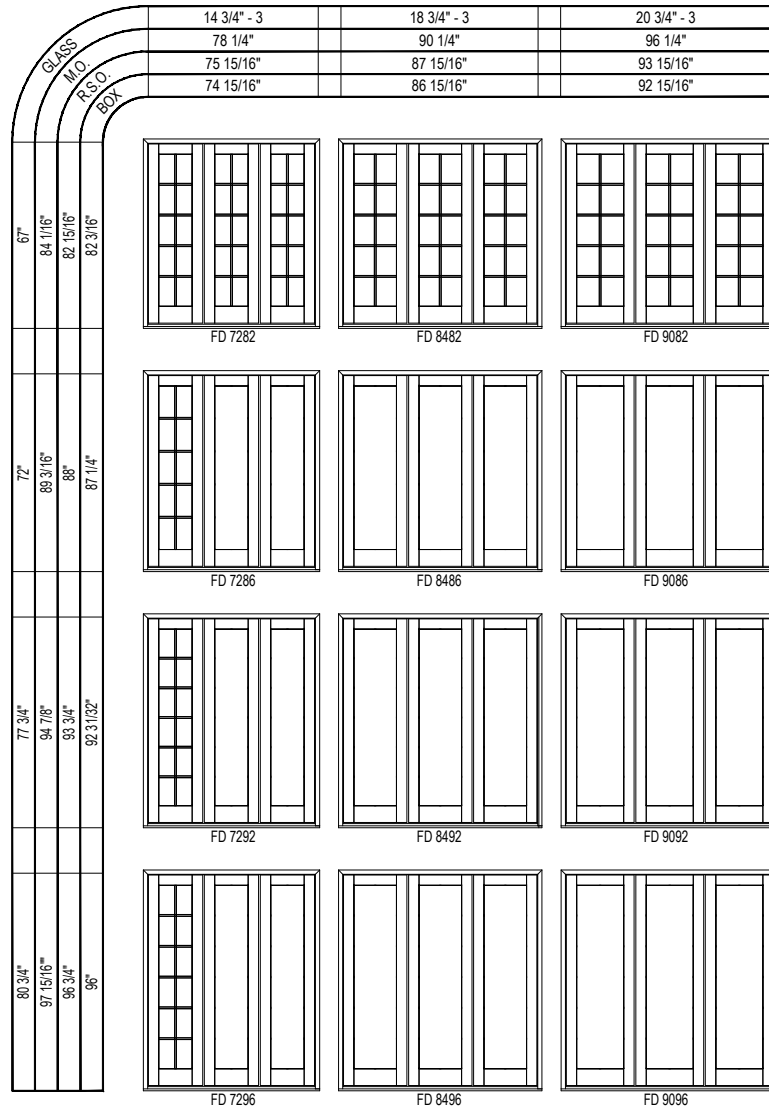 14 3/4" - 3 18 3/4" - 3 20 3/4" - 3
78 1/4" 90 1/4" 96 1/4"
75 15/16" 87 15/16" 93 15/16"
74 15/16" 86 15/16" 92 15/16"
GLASS
M.O.
R.S.O.
BOX
67" 84 1/16" 82 15/16" 82 3/16"
FD 7282 FD 8482 FD 9082
72" 89 3/16" 88" 87 1/4"
FD 7286 FD 8486 FD 9086
77 3/4" 94 7/8" 93 3/4" 92 31/32"
FD 7292 FD 8492 FD 9092
80 3/4" 97 15/16"" 96 3/4" 96"
FD 7296 FD 8496 FD 9096